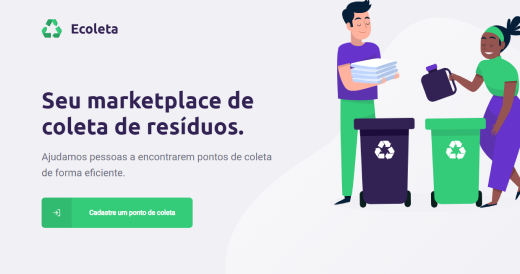 Ecoleta
Seu marketplace de
coleta de resíduos.
Ajudamos pessoas a encontrarem pontos de coleta
de forma eficiente.
Cadastre um ponto de coleta